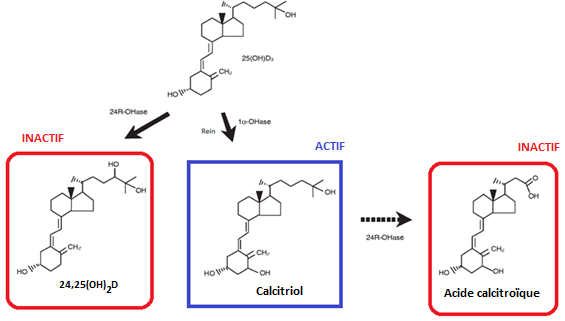 OH
25(OH)D₃
CH₂
HO
24R-OHase
Rein
1α-OHase
INACTIF
ACTIF
INACTIF
HO
OH
CH₂
HO
24,25(OH)₂D
OH
CH₂
HO
OH
Calcitriol
24R-OHase
O
OH
CH₂
HO
OH
Acide calcitroïque